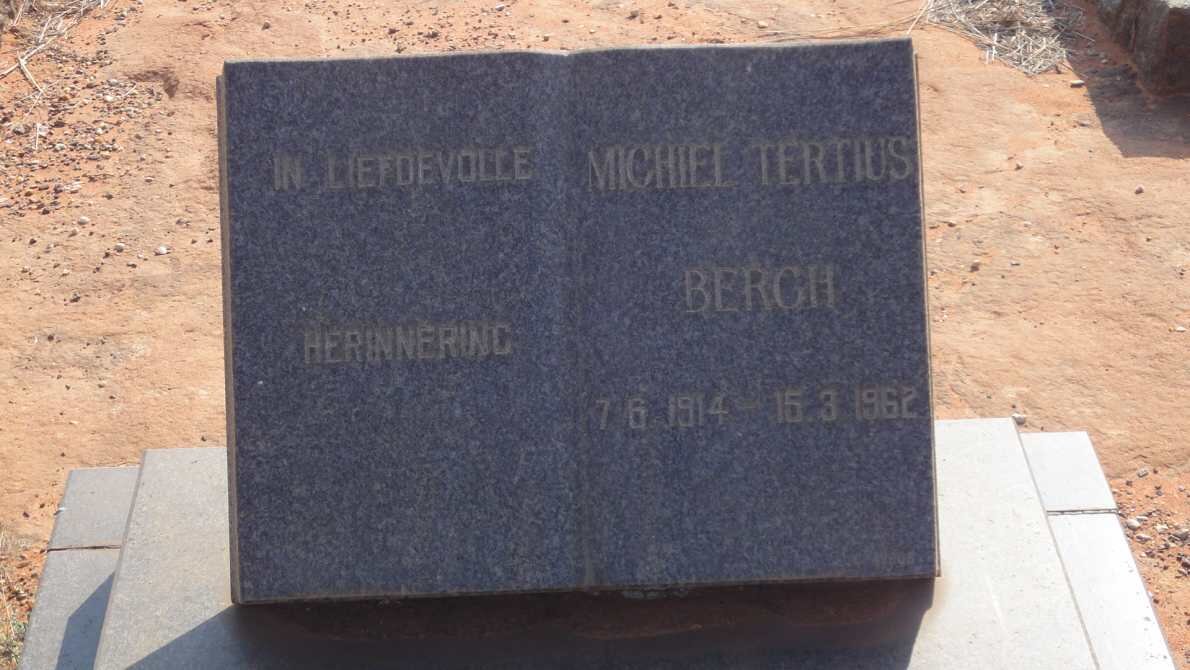 IN LIEFDEVOLLE
HERINNERING
MICHIEL TERTIUS
BERGH
7.6.1914 – 15.3.1962